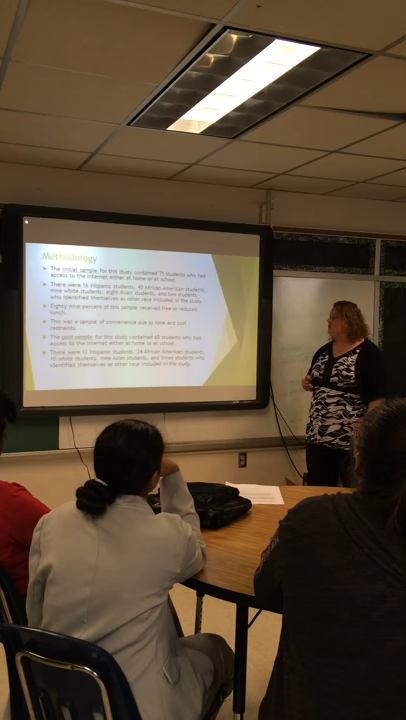 Methodology
The initial sample for this study contained 75 students who had
access to the internet either at home or at school.
There were 16 Hispanic students, 40 African American students,
nine white students, eight Asian students, and two students
who identified themselves as other race included in the study.
Eighty-nine percent of this sample received free or reduced
lunch.
This was a sample of convenience due to time and cost
restraints.
The post sample for this study contained 68 students who had
access to the internet either at home or at school.
There were 12 Hispanic students, 34 African American students,
10 white students, nine Asian students, and three students who
identified themselves as other race included in the study.